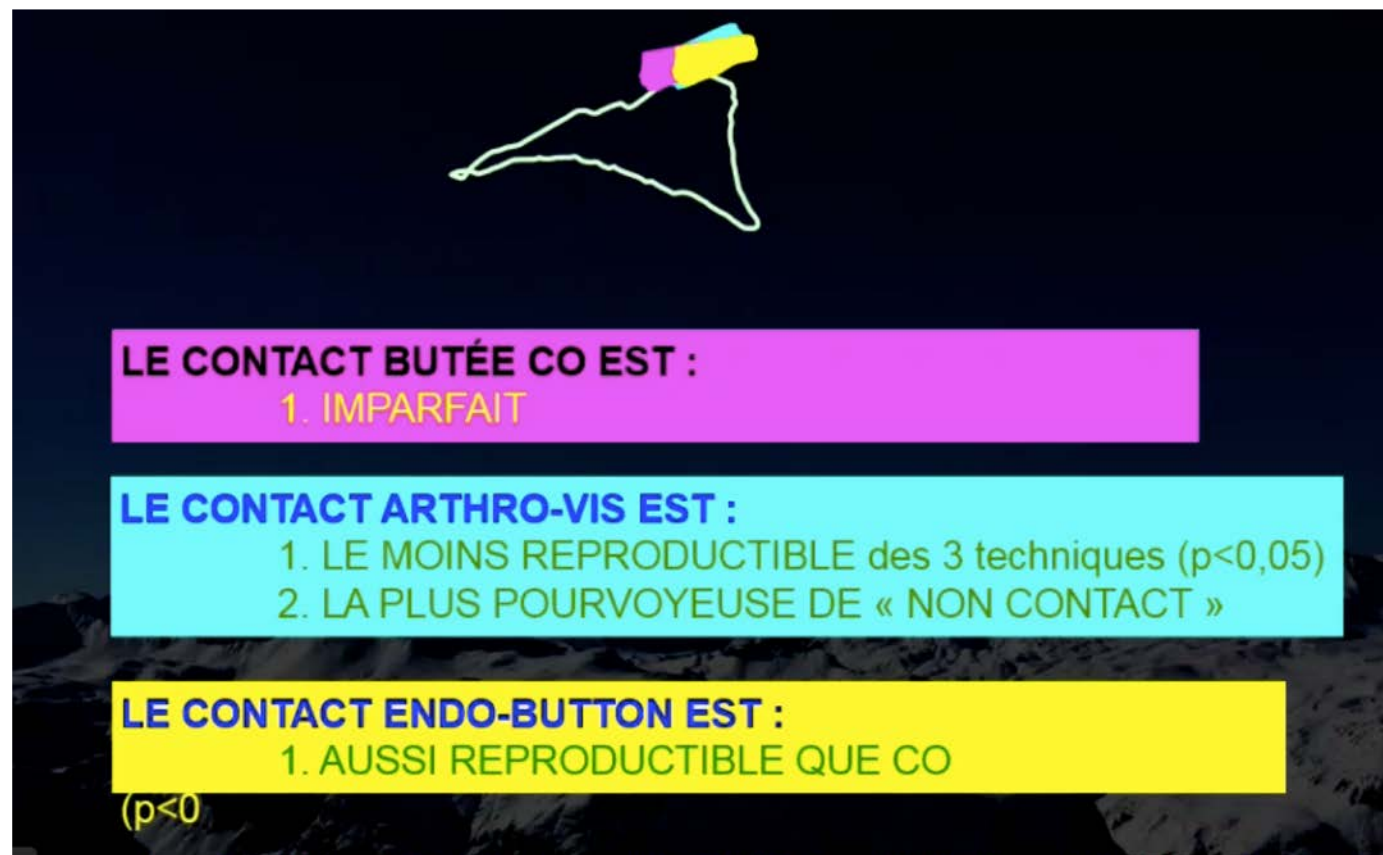 LE CONTACT BUTÉE CO EST :
1. IMPARFAIT
LE CONTACT ARTHRO-VIS EST :
1. LE MOINS REPRODUCTIBLE des 3 techniques (p<0,05)
2. LA PLUS POURVOYEUSE DE « NON CONTACT »
LE CONTACT ENDO-BUTTON EST :
1. AUSSI REPRODUCTIBLE QUE CO
(p<0